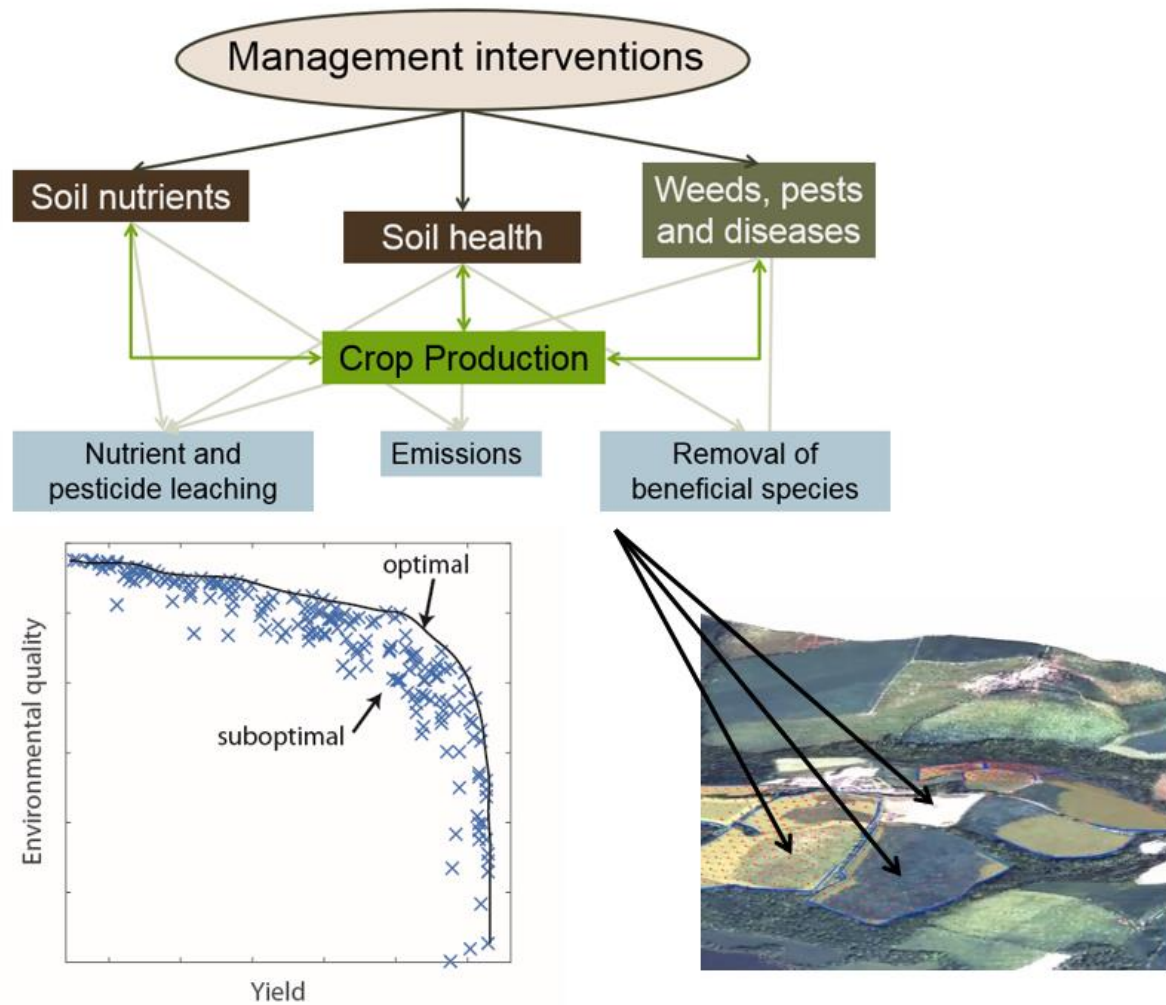 Management interventions
Soil nutrients
Soil health
Weeds, pests
and diseases
Crop Production
Nutrient and
pesticide leaching
Emissions
Removal of
beneficial species
optimal
suboptimal
Environmental quality
Yield